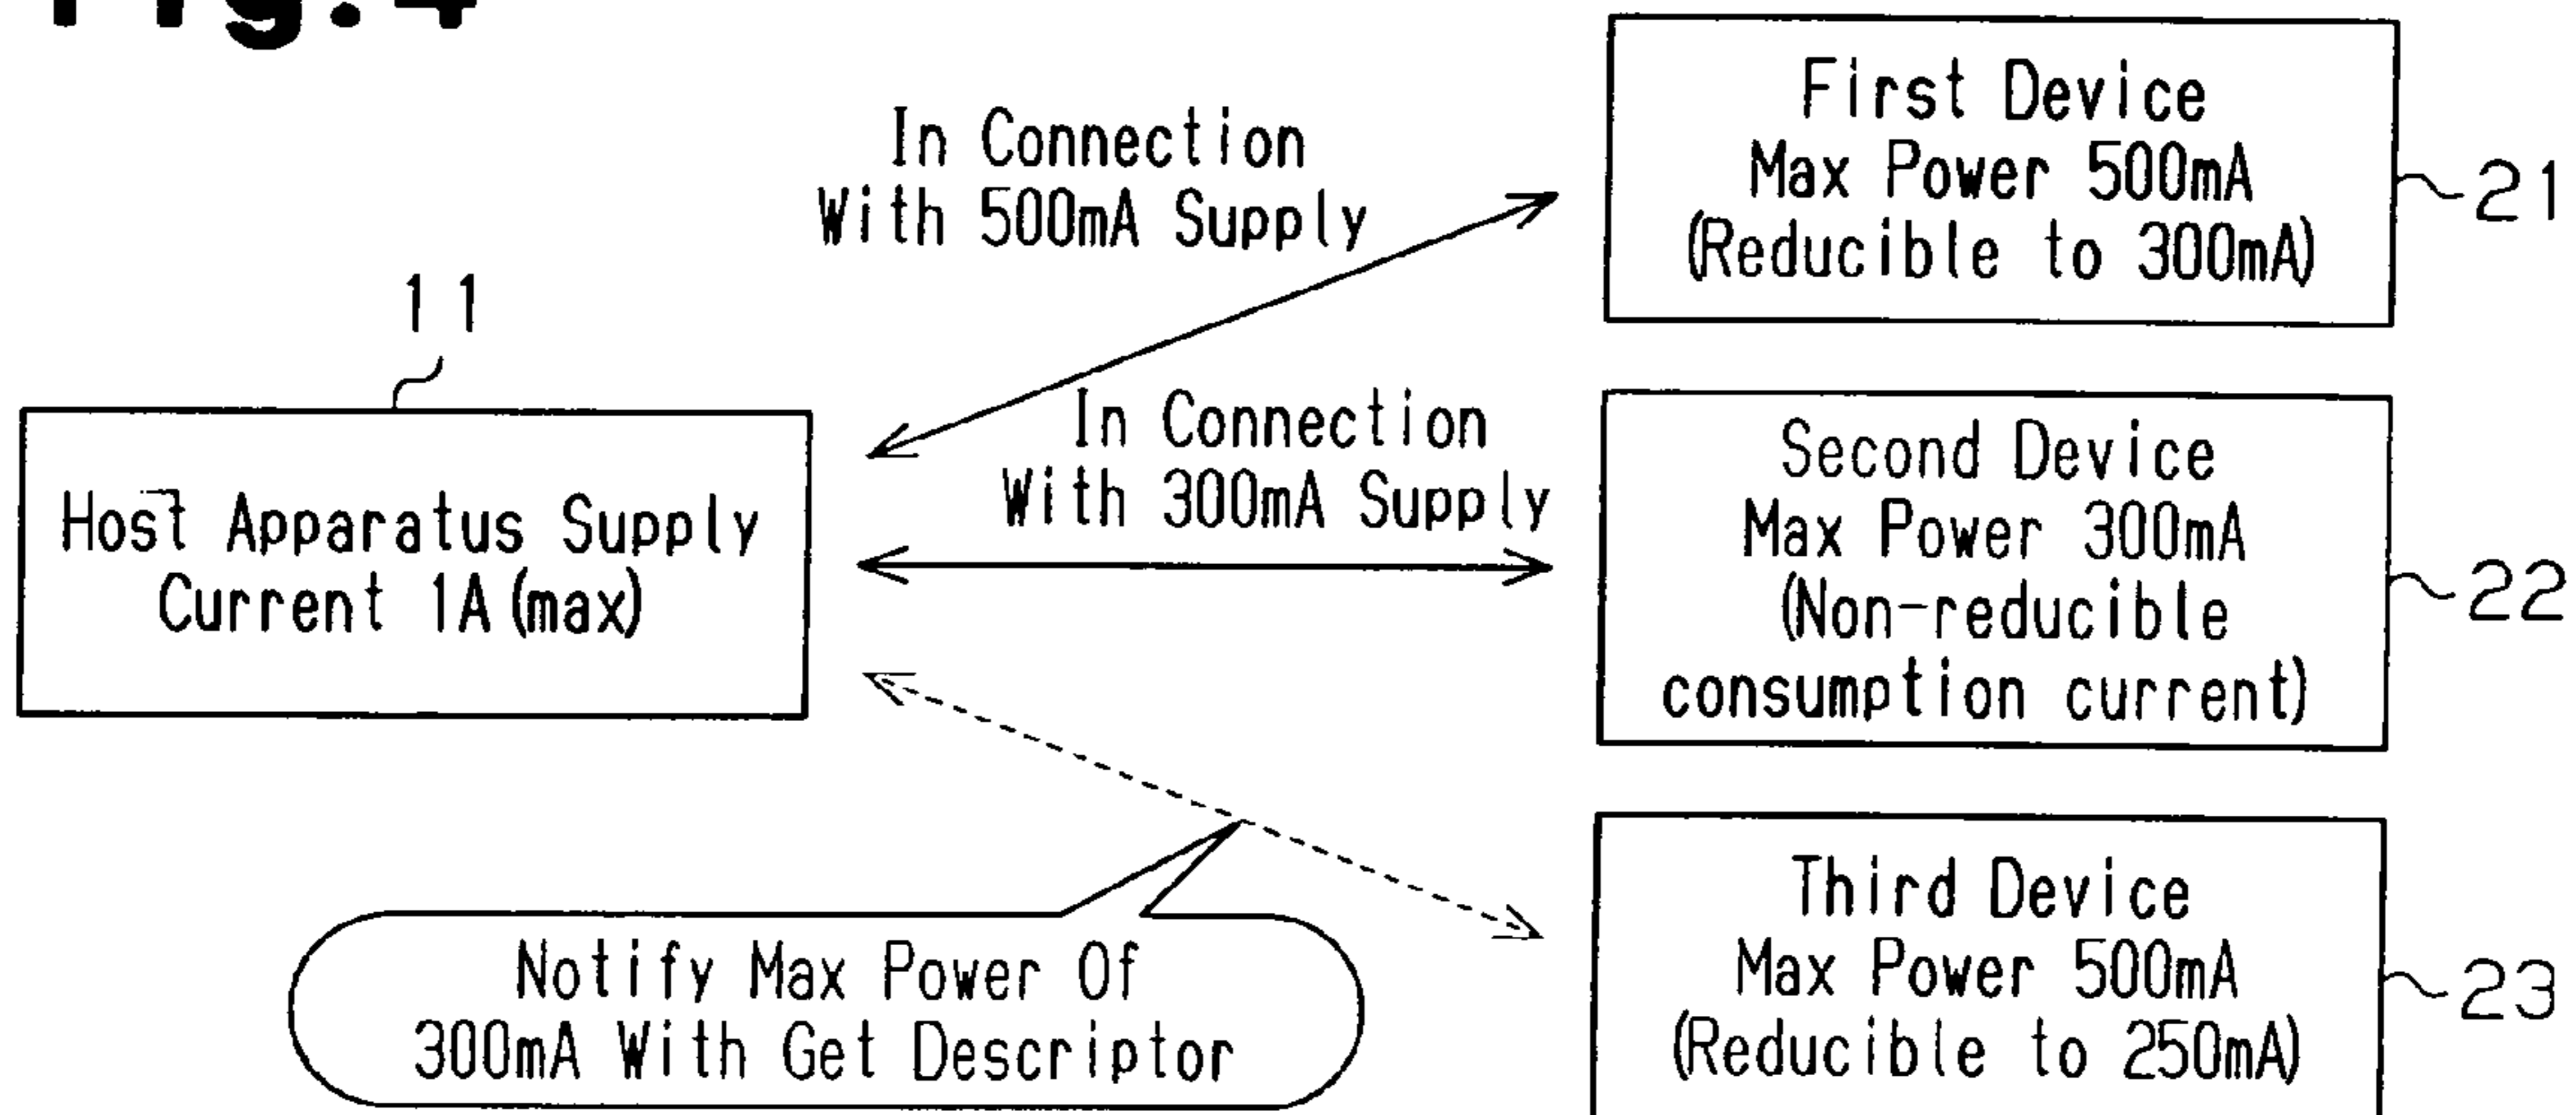 Fig.4
First Device
Max Power 500mA
(Reducible to 300mA)
21
In Connection
With 500mA Supply
11
Host Apparatus Supply
Current 1A(max)
In Connection
With 300mA Supply
Second Device
Max Power 300mA
(Non-reducible
consumption current)
22
Third Device
Max Power 500mA
(Reducible to 250mA)
23
Notify Max Power Of
300mA With Get Descriptor